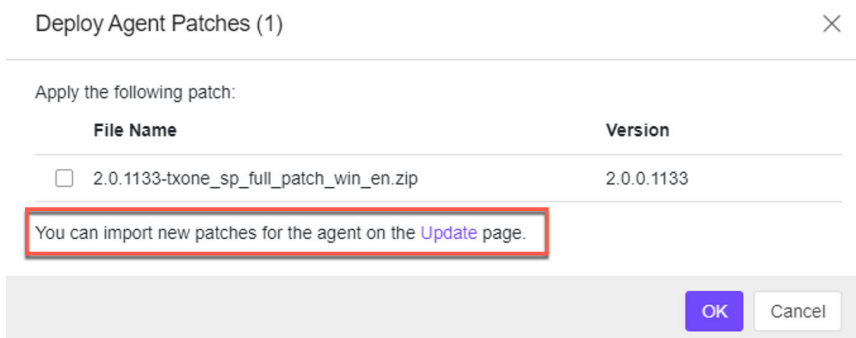 Deploy Agent Patches (1)
Apply the following patch:
File Name Version
2.0.1133-txone_sp_full_patch_win_en.zip 2.0.0.1133
You can import new patches for the agent on the Update page.
OK Cancel